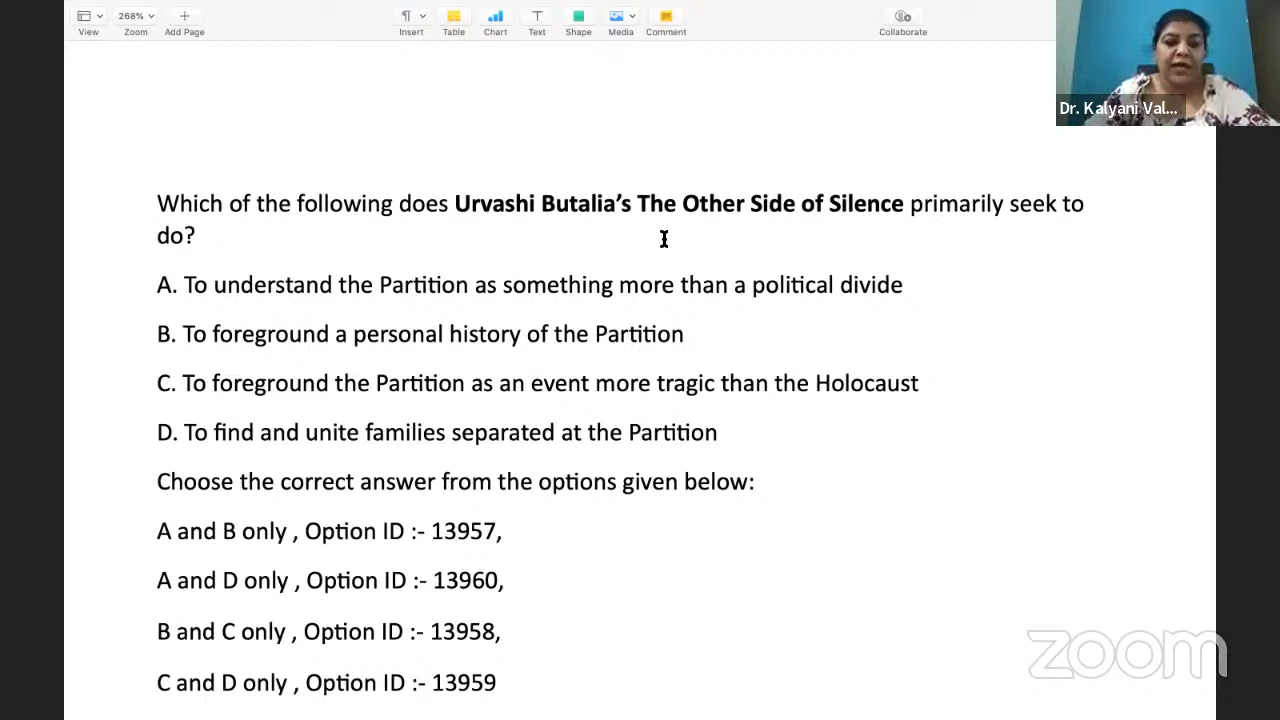 268%
View Zoom Add Page Insert Table Chart Text Shape Media Comment Collaborate
Dr. Kalyani Val...
Which of the following does Urvashi Butalia’s The Other Side of Silence primarily seek to
do?
A. To understand the Partition as something more than a political divide
B. To foreground a personal history of the Partition
C. To foreground the Partition as an event more tragic than the Holocaust
D. To find and unite families separated at the Partition
Choose the correct answer from the options given below:
A and B only , Option ID :- 13957,
A and D only , Option ID :- 13960,
B and C only , Option ID :- 13958,
C and D only , Option ID :- 13959
zoom